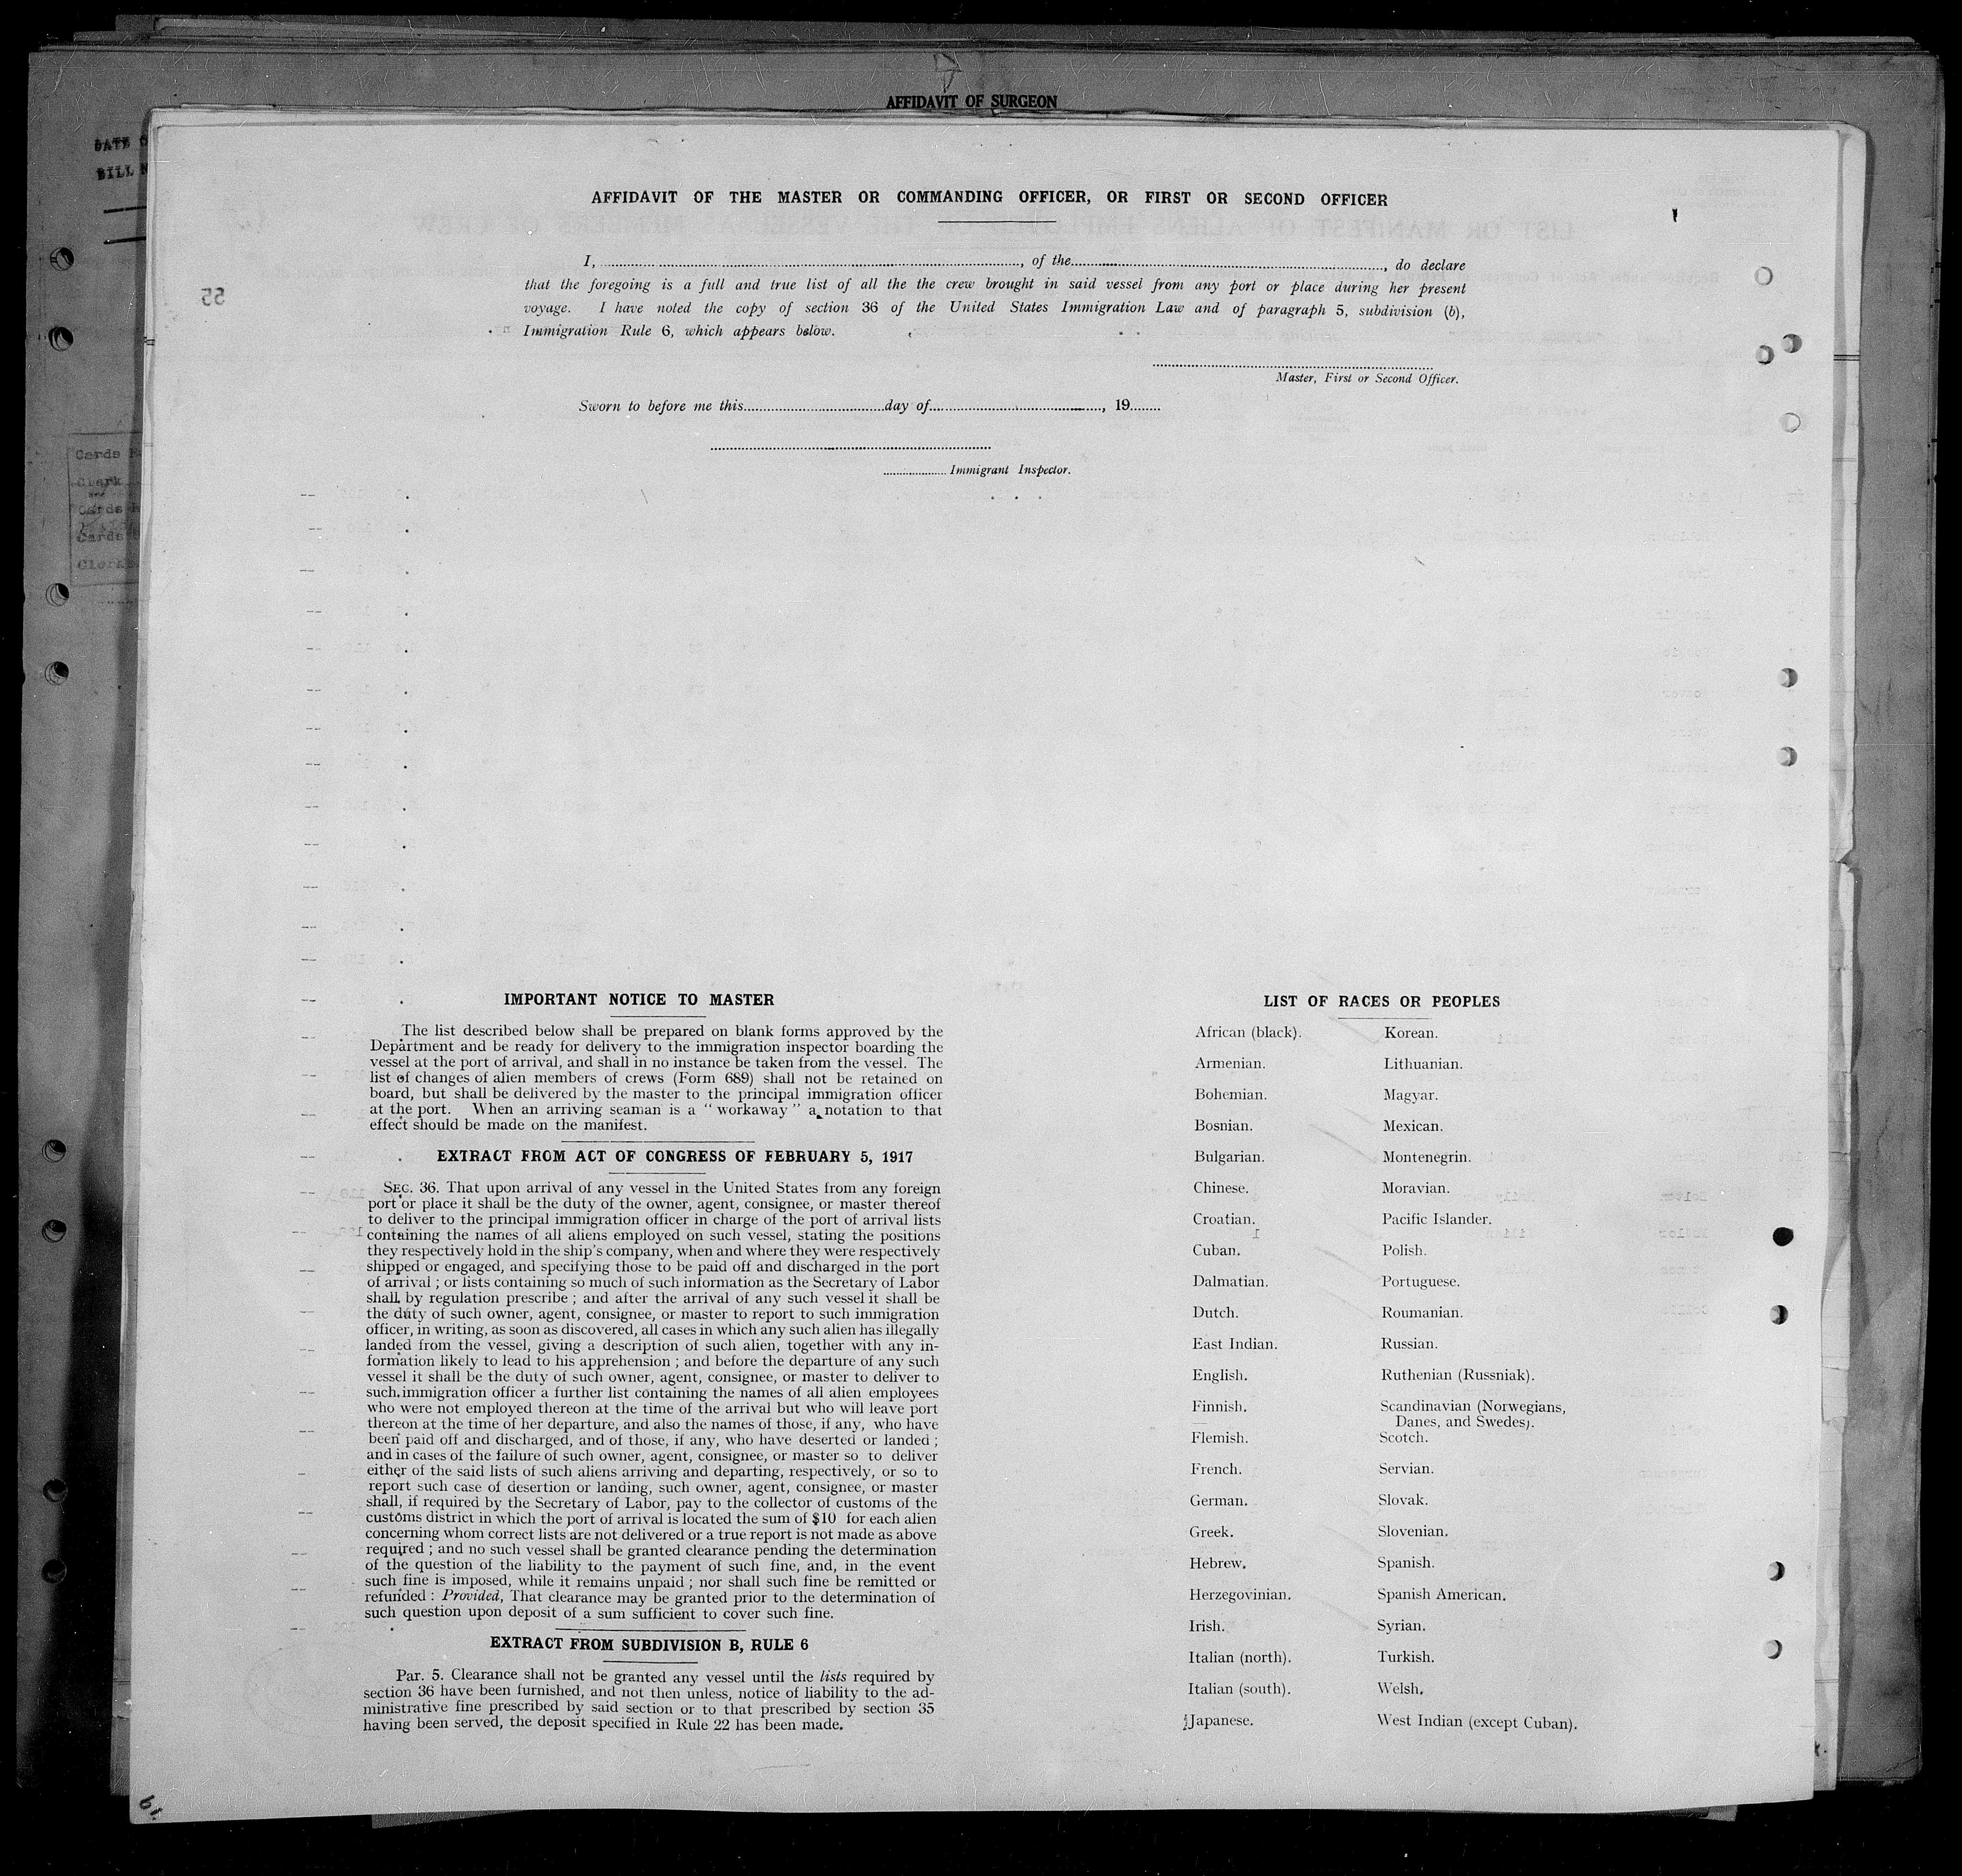 AFFIDAVIT OF SURGEON
DATE
BILL
AFFIDAVIT OF THE MASTER OR COMMANDING OFFICER, OR FIRST OR SECOND OFFICER
LIST OR MANIFEST OF ALIENS EMPLOYED ON THE VESSEL AS MEMBERS OF CREW
I, ........, of the ........, do declare
that the foregoing is a full and true list of all the the crew brought in said vessel from any port or place during her present
voyage. I have noted the copy of section 36 of the United States Immigration Law and of paragraph 5, subdivision (b),
Immigration Rule 6, which appears below.
55
Master, First or Second Officer.
Sworn to before me this........day of........, 19....
........ Immigrant Inspector.
Cards
Clerk
Cards
Cards
Clerk
IMPORTANT NOTICE TO MASTER
The list described below shall be prepared on blank forms approved by the
Department and be ready for delivery to the immigration inspector boarding the
vessel at the port of arrival, and shall in no instance be taken from the vessel. The
list of changes of alien members of crews (Form 689) shall not be retained on
board, but shall be delivered by the master to the principal immigration officer
at the port. When an arriving seaman is a "workaway" a notation to that
effect should be made on the manifest.
EXTRACT FROM ACT OF CONGRESS OF FEBRUARY 5, 1917
SEC. 36. That upon arrival of any vessel in the United States from any foreign
port or place it shall be the duty of the owner, agent, consignee, or master thereof
to deliver to the principal immigration officer in charge of the port of arrival lists
containing the names of all aliens employed on such vessel, stating the positions
they respectively hold in the ship's company, when and where they were respectively
shipped or engaged, and specifying those to be paid off and discharged in the port
of arrival; or lists containing so much of such information as the Secretary of Labor
shall by regulation prescribe; and after the arrival of any such vessel it shall be
the duty of such owner, agent, consignee, or master to report to such immigration
officer, in writing, as soon as discovered, all cases in which any such alien has illegally
landed from the vessel, giving a description of such alien, together with any in-
formation likely to lead to his apprehension; and before the departure of any such
vessel it shall be the duty of such owner, agent, consignee, or master to deliver to
such immigration officer a further list containing the names of all alien employees
who were not employed thereon at the time of the arrival but who will leave port
thereon at the time of her departure, and also the names of those, if any, who have
been paid off and discharged, and of those, if any, who have deserted or landed;
and in cases of the failure of such owner, agent, consignee, or master so to deliver
either of the said lists of such aliens arriving and departing, respectively, or so to
report such case of desertion or landing, such owner, agent, consignee, or master
shall, if required by the Secretary of Labor, pay to the collector of customs of the
customs district in which the port of arrival is located the sum of $10 for each alien
concerning whom correct lists are not delivered or a true report is not made as above
required; and no such vessel shall be granted clearance pending the determination
of the question of the liability to the payment of such fine, and, in the event
such fine is imposed, while it remains unpaid; nor shall such fine be remitted or
refunded: Provided, That clearance may be granted prior to the determination of
such question upon deposit of a sum sufficient to cover such fine.
EXTRACT FROM SUBDIVISION B, RULE 6
Par. 5. Clearance shall not be granted any vessel until the lists required by
section 36 have been furnished, and not then unless, notice of liability to the ad-
ministrative fine prescribed by said section or to that prescribed by section 35
having been served, the deposit specified in Rule 22 has been made.
LIST OF RACES OR PEOPLES
African (black). Korean.
Armenian. Lithuanian.
Bohemian. Magyar.
Bosnian. Mexican.
Bulgarian. Montenegrin.
Chinese. Moravian.
Croatian. Pacific Islander.
Cuban. Polish.
Dalmatian. Portuguese.
Dutch. Roumanian.
East Indian. Russian.
English. Ruthenian (Russniak).
Finnish. Scandinavian (Norwegians,
Danes, and Swedes).
Flemish. Scotch.
French. Servian.
German. Slovak.
Greek. Slovenian.
Hebrew. Spanish.
Herzegovinian. Spanish American.
Irish. Syrian.
Italian (north). Turkish.
Italian (south). Welsh.
Japanese. West Indian (except Cuban).